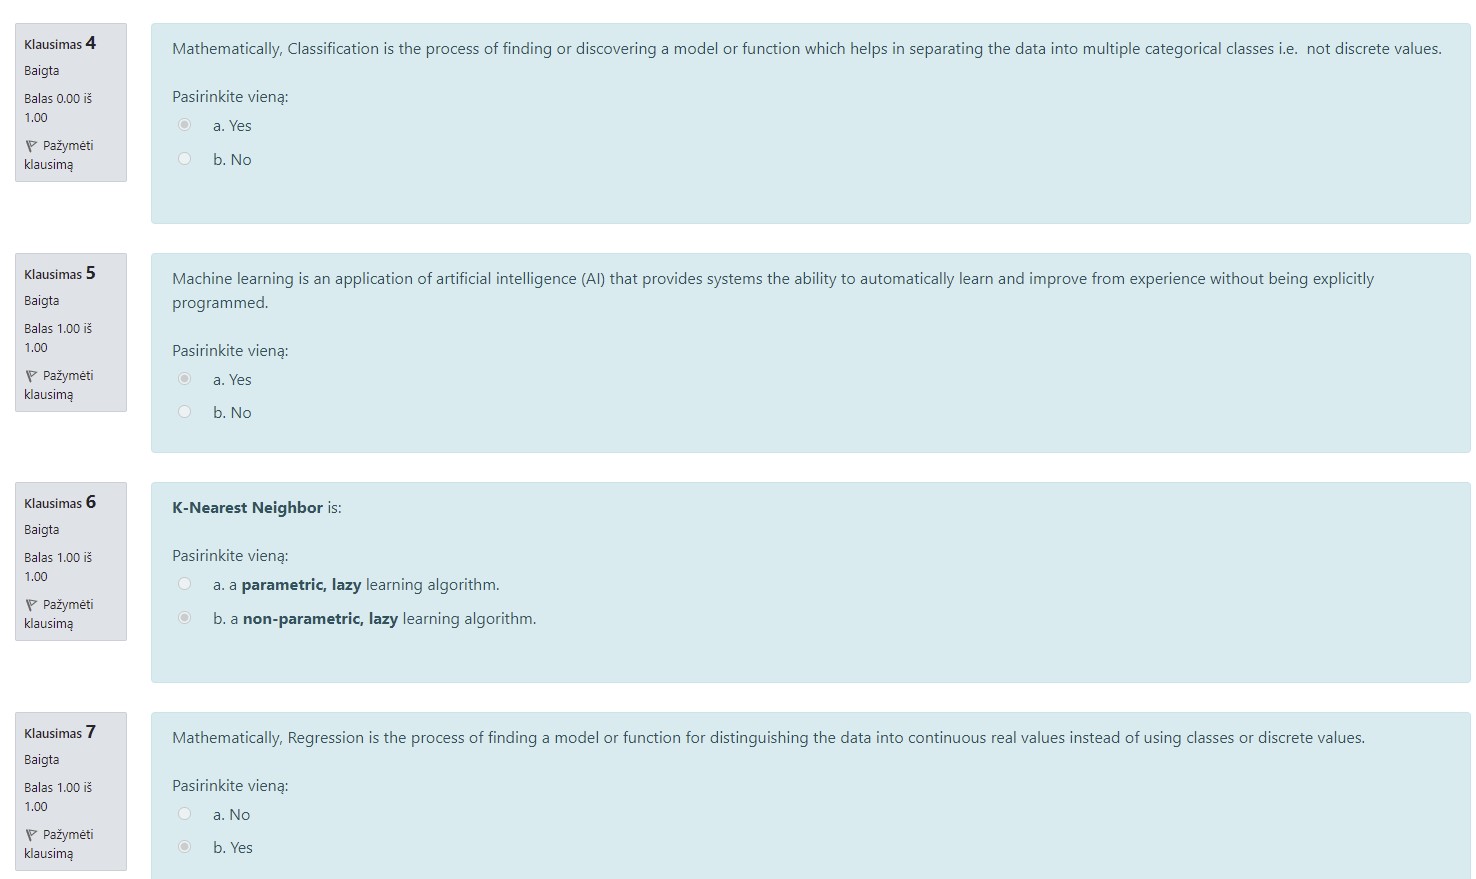 Klausimas 4
Baigta
Balas 0.00 iš
1.00
Pažymėti
klausimą
Mathematically, Classification is the process of finding or discovering a model or function which helps in separating the data into multiple categorical classes i.e.  not discrete values.
Pasirinkite vieną:
a. Yes
b. No
Klausimas 5
Baigta
Balas 1.00 iš
1.00
Pažymėti
klausimą
Machine learning is an application of artificial intelligence (AI) that provides systems the ability to automatically learn and improve from experience without being explicitly
programmed.
Pasirinkite vieną:
a. Yes
b. No
Klausimas 6
Baigta
Balas 1.00 iš
1.00
Pažymėti
klausimą
K-Nearest Neighbor is:
Pasirinkite vieną:
a. a parametric, lazy learning algorithm.
b. a non-parametric, lazy learning algorithm.
Klausimas 7
Baigta
Balas 1.00 iš
1.00
Pažymėti
klausimą
Mathematically, Regression is the process of finding a model or function for distinguishing the data into continuous real values instead of using classes or discrete values.
Pasirinkite vieną:
a. No
b. Yes